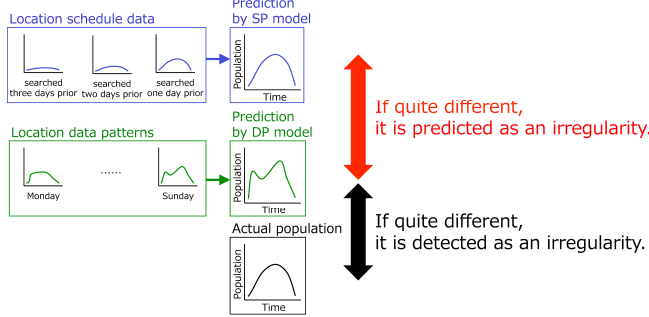 Location schedule data
Prediction
by SP model
searched
three days prior
searched
two days prior
searched
one day prior
Population
Time
If quite different,
it is predicted as an irregularity.
Location data patterns
Prediction
by DP model
Monday
......
Sunday
Population
Time
If quite different,
it is detected as an irregularity.
Actual population
Population
Time